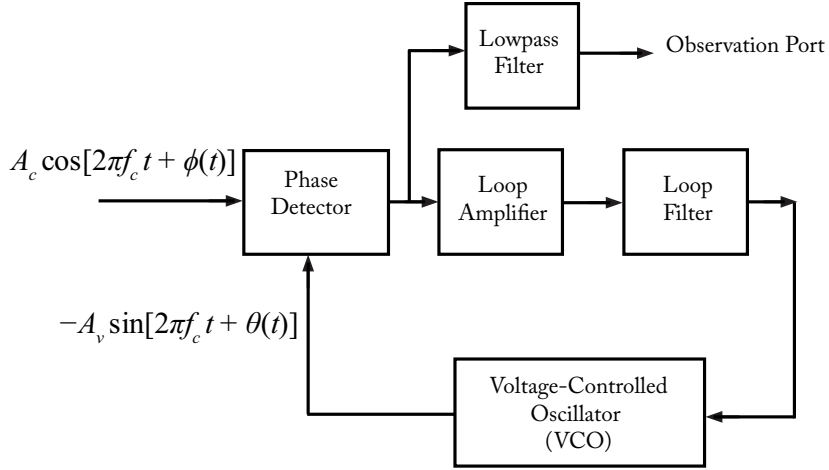 Lowpass
Filter
Observation Port
A_c cos[2πf_c t + ϕ(t)]
Phase
Detector
Loop
Amplifier
Loop
Filter
−A_v sin[2πf_c t + θ(t)]
Voltage-Controlled
Oscillator
(VCO)